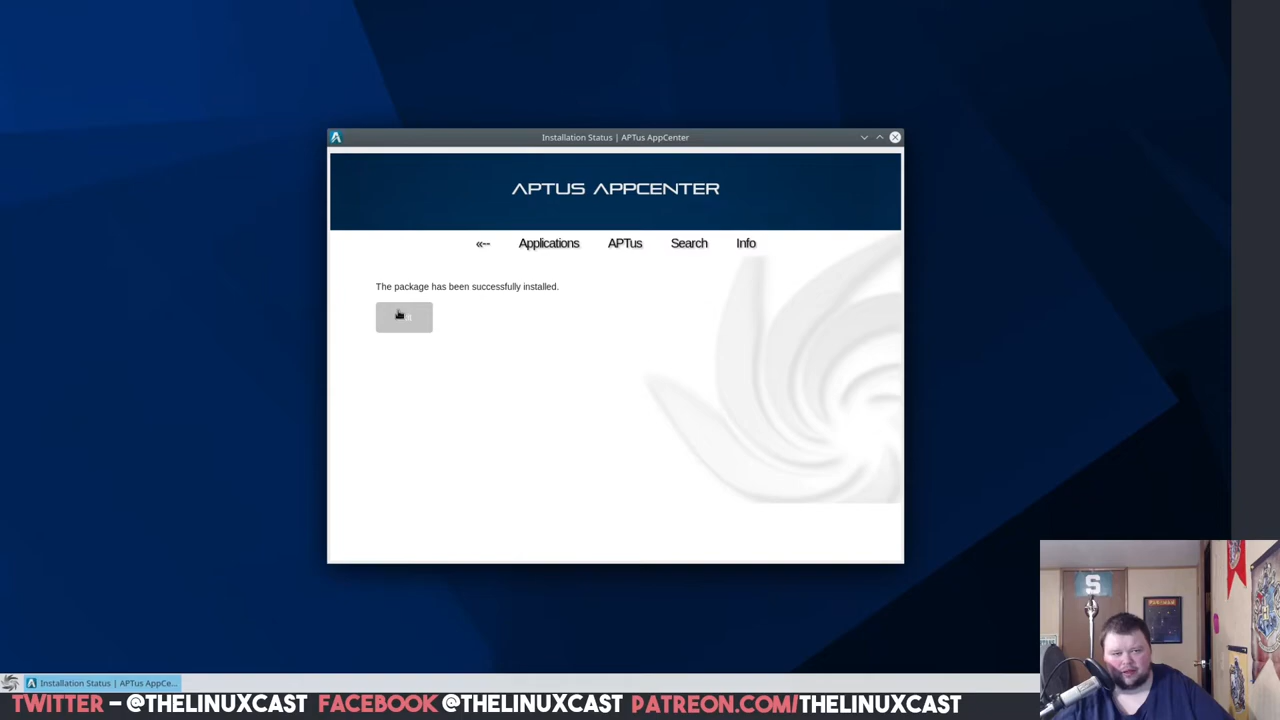 Installation Status | APTus AppCenter
APTUS APPCENTER
«-- Applications APTus Search Info
The package has been successfully installed.
S
Installation Status | APTus AppCe...
TWITTER – @THELINUXCAST FACEBOOK @THELINUXCAST PATREON.COM/THELINUXCAST